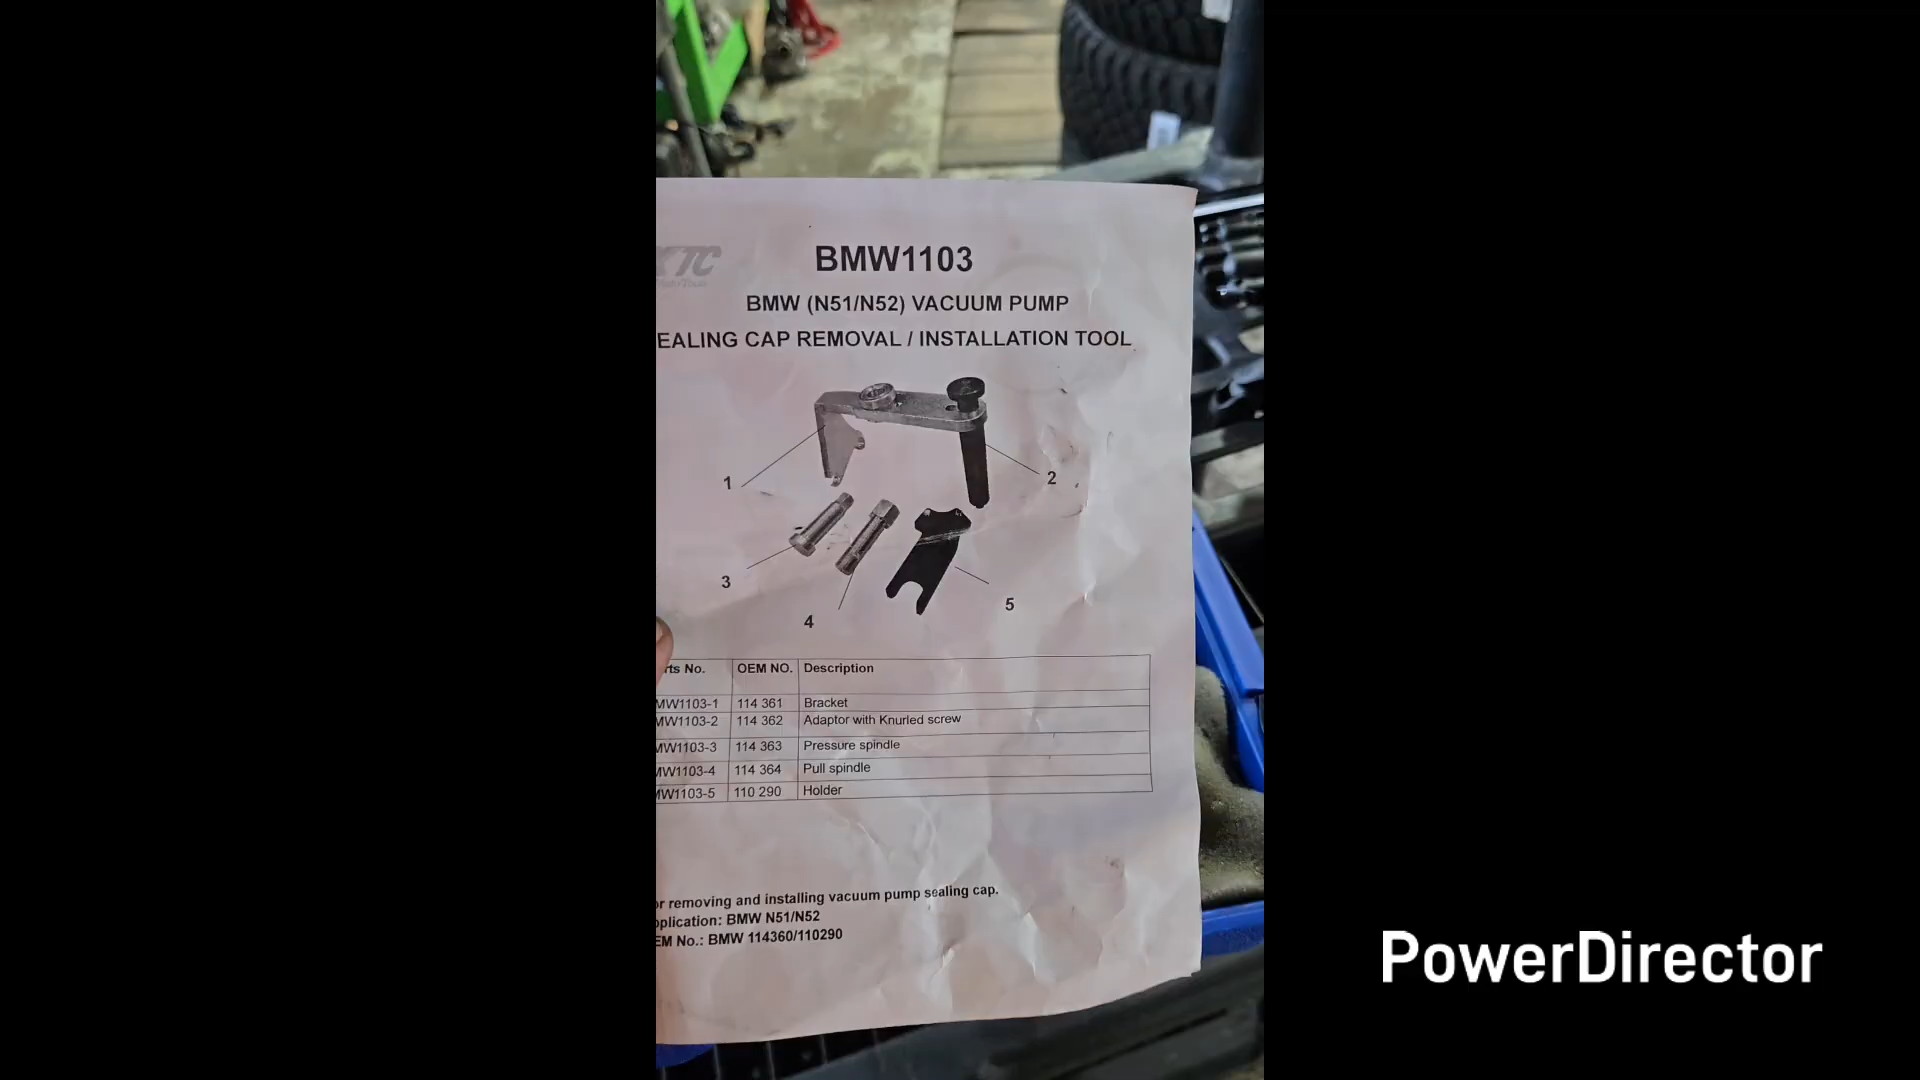 KTC
BMW1103
BMW (N51/N52) VACUUM PUMP
EALING CAP REMOVAL / INSTALLATION TOOL
1
2
3
4
5
rts No. OEM NO. Description
MW1103-1 114 361 Bracket
MW1103-2 114 362 Adaptor with Knurled screw
MW1103-3 114 363 Pressure spindle
MW1103-4 114 364 Pull spindle
MW1103-5 110 290 Holder
or removing and installing vacuum pump sealing cap.
pplication: BMW N51/N52
EM No.: BMW 114360/110290
PowerDirector